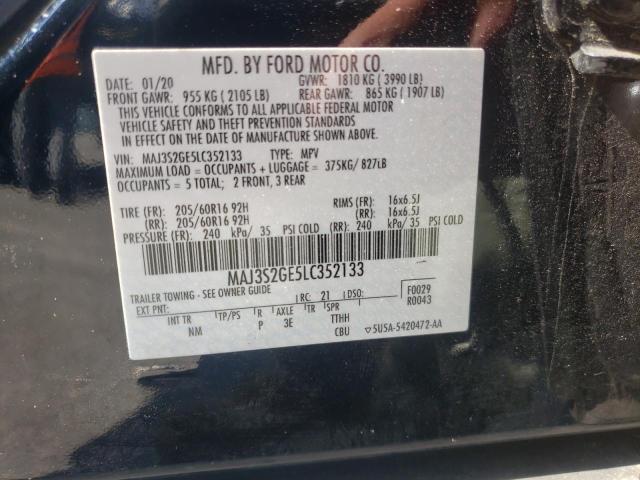 MFD. BY FORD MOTOR CO.
DATE: 01/20 GVWR: 1810 KG ( 3990 LB)
FRONT GAWR: 955 KG ( 2105 LB) REAR GAWR: 865 KG ( 1907 LB)
THIS VEHICLE CONFORMS TO ALL APPLICABLE FEDERAL MOTOR
VEHICLE SAFETY AND THEFT PREVENTION STANDARDS
IN EFFECT ON THE DATE OF MANUFACTURE SHOWN ABOVE.
VIN: MAJ3S2GE5LC352133 TYPE: MPV
MAXIMUM LOAD = OCCUPANTS + LUGGAGE = 375KG/ 827LB
OCCUPANTS = 5 TOTAL; 2 FRONT, 3 REAR
TIRE (FR): 205/60R16 92H RIMS (FR): 16x6.5J
(RR): 205/60R16 92H (RR): 16x6.5J
PRESSURE (FR): 240 kPa/ 35 PSI COLD (RR): 240 kPa/ 35 PSI COLD
MAJ3S2GE5LC352133
TRAILER TOWING - SEE OWNER GUIDE
EXT PNT: RC: 21 DSO: F0029
R0043
INT TR TP/PS R AXLE TR SPR
NM P 3E TTHH
CBU ▽5U5A-5420472-AA